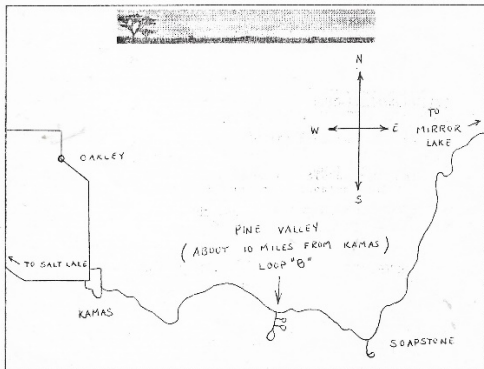 N
W E
S
TO
MIRROR
LAKE
OAKLEY
PINE VALLEY
( ABOUT 10 MILES FROM KAMAS )
LOOP "B"
TO SALT LAKE
KAMAS
SOAPSTONE